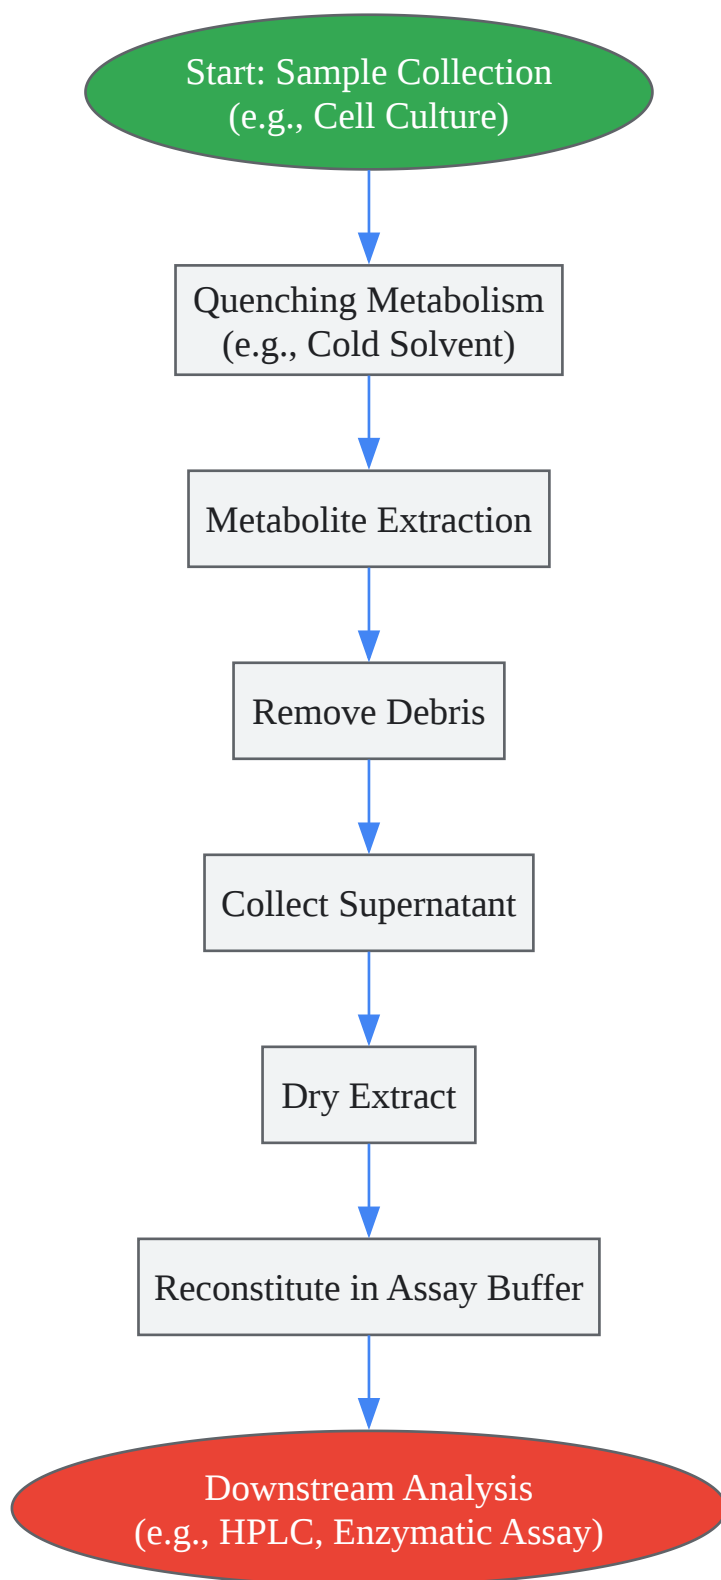 Start: Sample Collection
(e.g., Cell Culture)
Quenching Metabolism
(e.g., Cold Solvent)
Metabolite Extraction
Remove Debris
Collect Supernatant
Dry Extract
Reconstitute in Assay Buffer
Downstream Analysis
(e.g., HPLC, Enzymatic Assay)